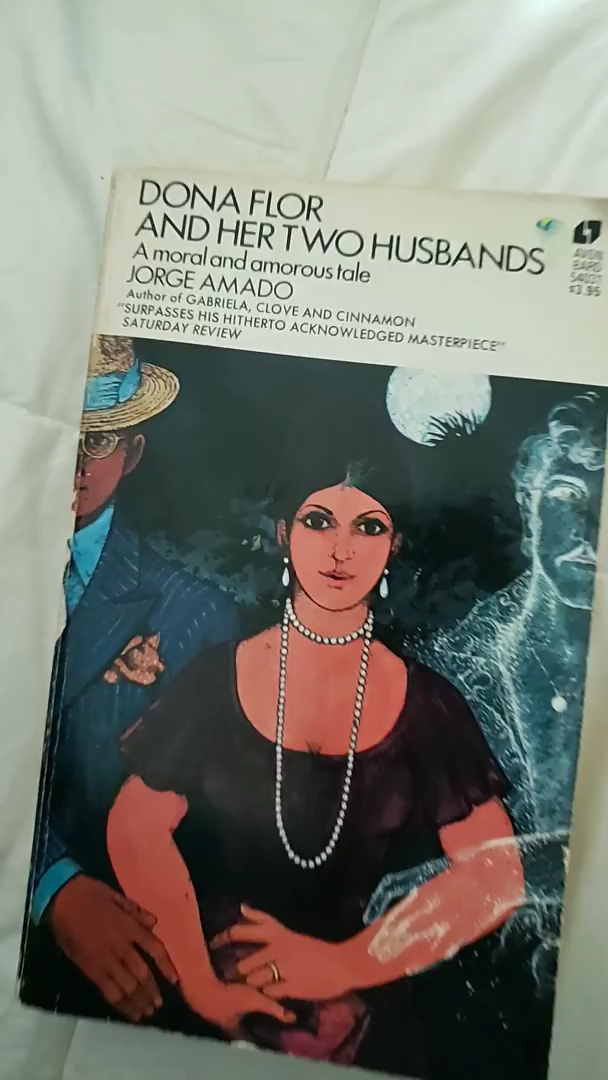 DONA FLOR
AND HER TWO HUSBANDS
A moral and amorous tale
JORGE AMADO
Author of GABRIELA, CLOVE AND CINNAMON
"SURPASSES HIS HITHERTO ACKNOWLEDGED MASTERPIECE"
SATURDAY REVIEW
AVON
BARD
54031
$3.95